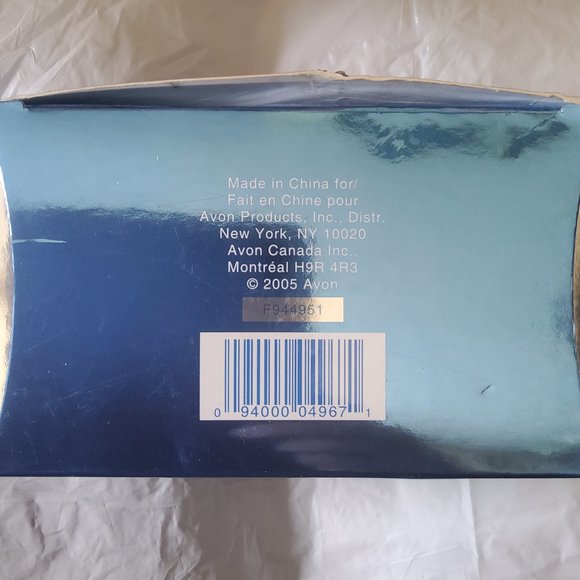 Made in China for/
Fait en Chine pour
Avon Products, Inc., Distr.
New York, NY 10020
Avon Canada Inc.,
Montréal H9R 4R3
© 2005 Avon
F944951
0 94000 04967 1